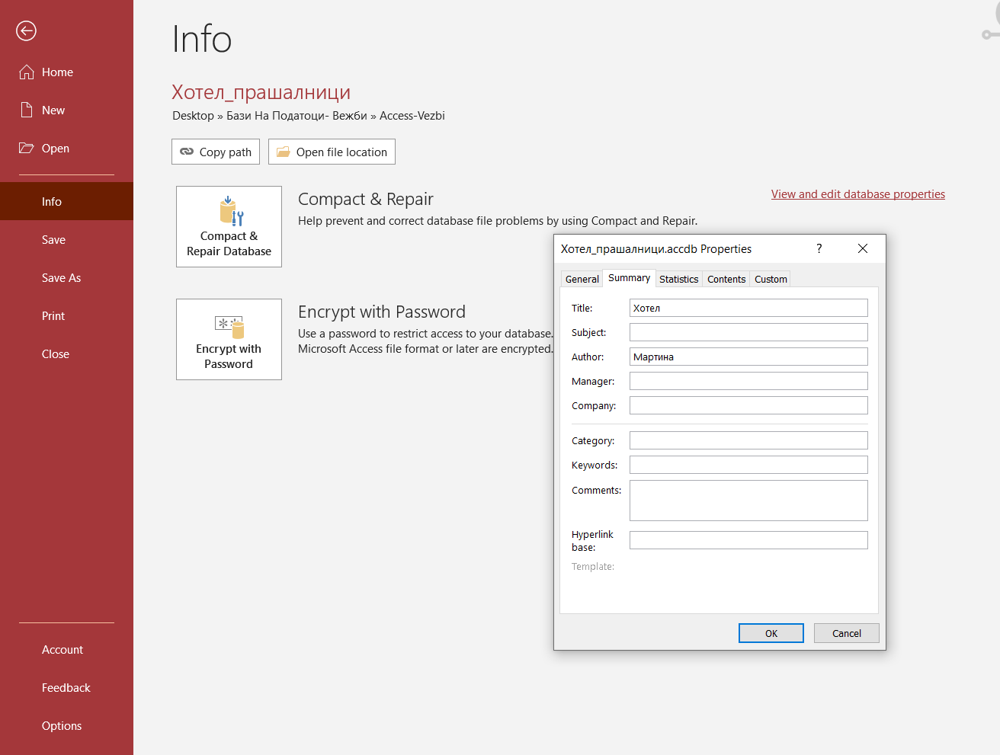 Info
Home
New
Open
Info
Save
Save As
Print
Close
Account
Feedback
Options
Хотел_прашалници
Desktop » Бази На Податоци- Вежби » Access-Vezbi
Copy path
Open file location
Compact &
Repair Database
Compact & Repair
Help prevent and correct database file problems by using Compact and Repair.
View and edit database properties
Encrypt with
Password
Encrypt with Password
Use a password to restrict access to your database.
Microsoft Access file format or later are encrypted.
Хотел_прашалници.accdb Properties
?
General
Summary
Statistics
Contents
Custom
Title: Хотел
Subject:
Author: Мартина
Manager:
Company:
Category:
Keywords:
Comments:
Hyperlink
base:
Template:
OK
Cancel